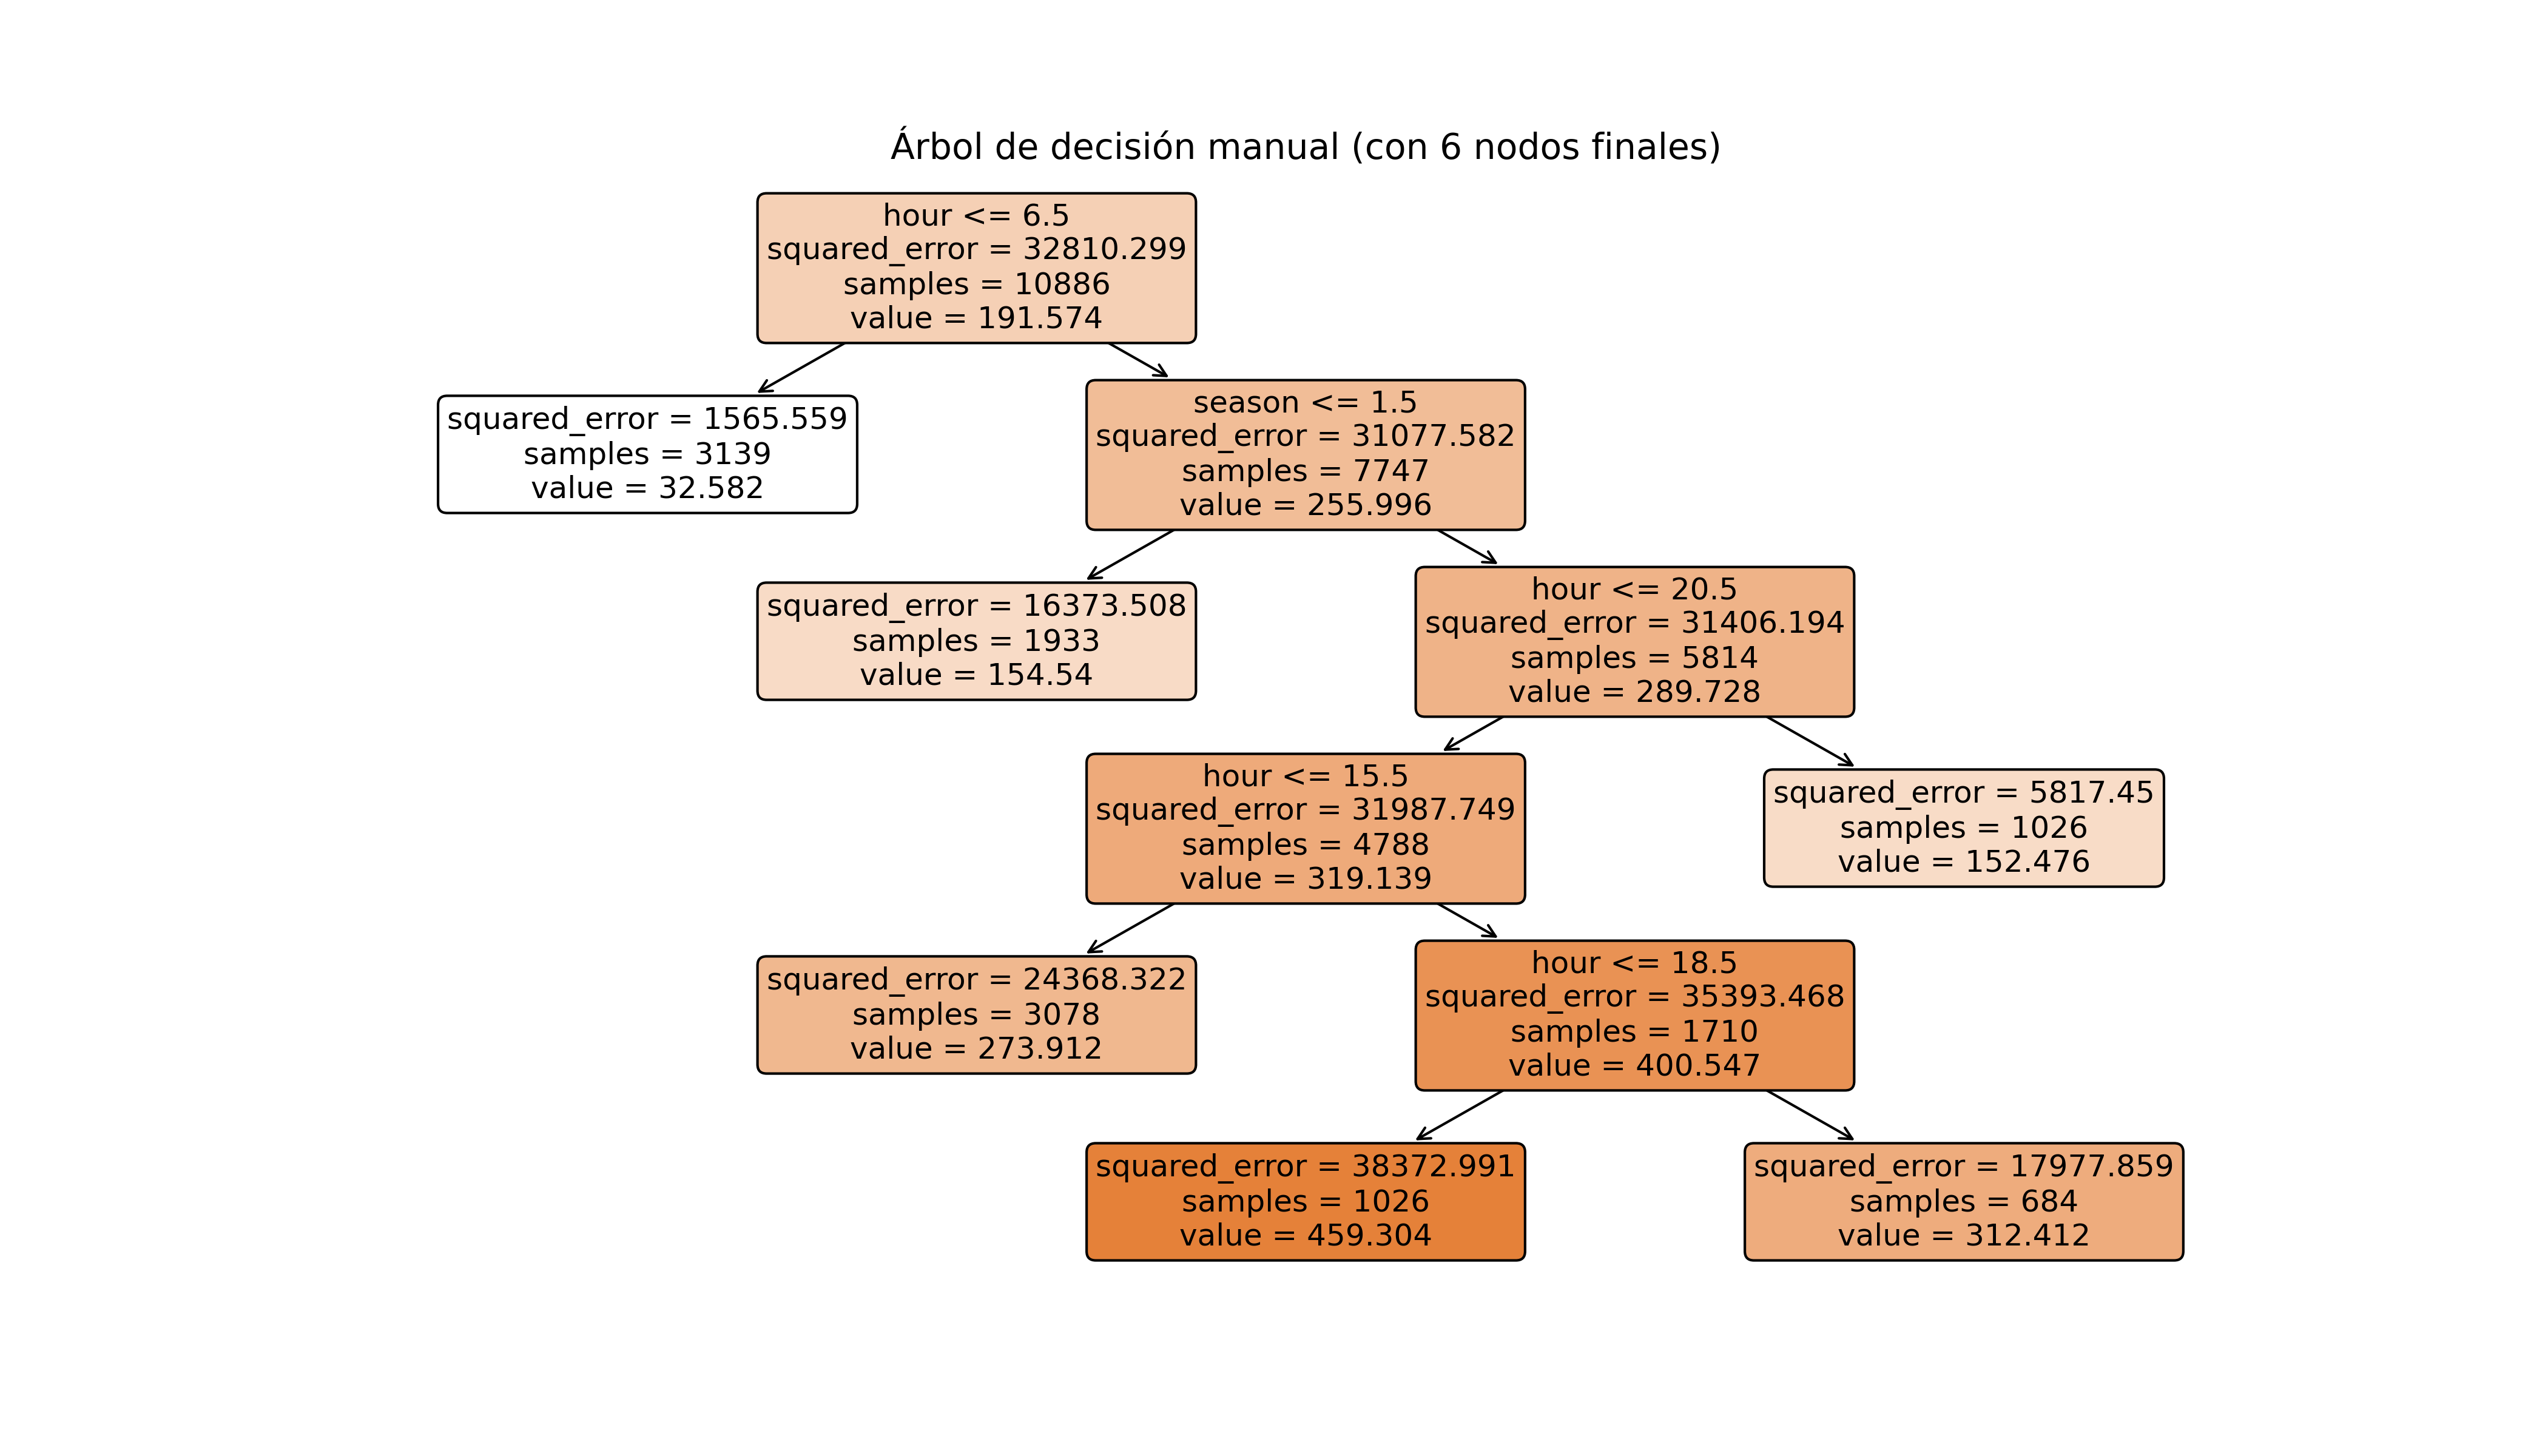 Árbol de decisión manual (con 6 nodos finales)
hour <= 6.5
squared_error = 32810.299
samples = 10886
value = 191.574
squared_error = 1565.559
samples = 3139
value = 32.582
season <= 1.5
squared_error = 31077.582
samples = 7747
value = 255.996
squared_error = 16373.508
samples = 1933
value = 154.54
hour <= 20.5
squared_error = 31406.194
samples = 5814
value = 289.728
hour <= 15.5
squared_error = 31987.749
samples = 4788
value = 319.139
squared_error = 5817.45
samples = 1026
value = 152.476
squared_error = 24368.322
samples = 3078
value = 273.912
hour <= 18.5
squared_error = 35393.468
samples = 1710
value = 400.547
squared_error = 38372.991
samples = 1026
value = 459.304
squared_error = 17977.859
samples = 684
value = 312.412